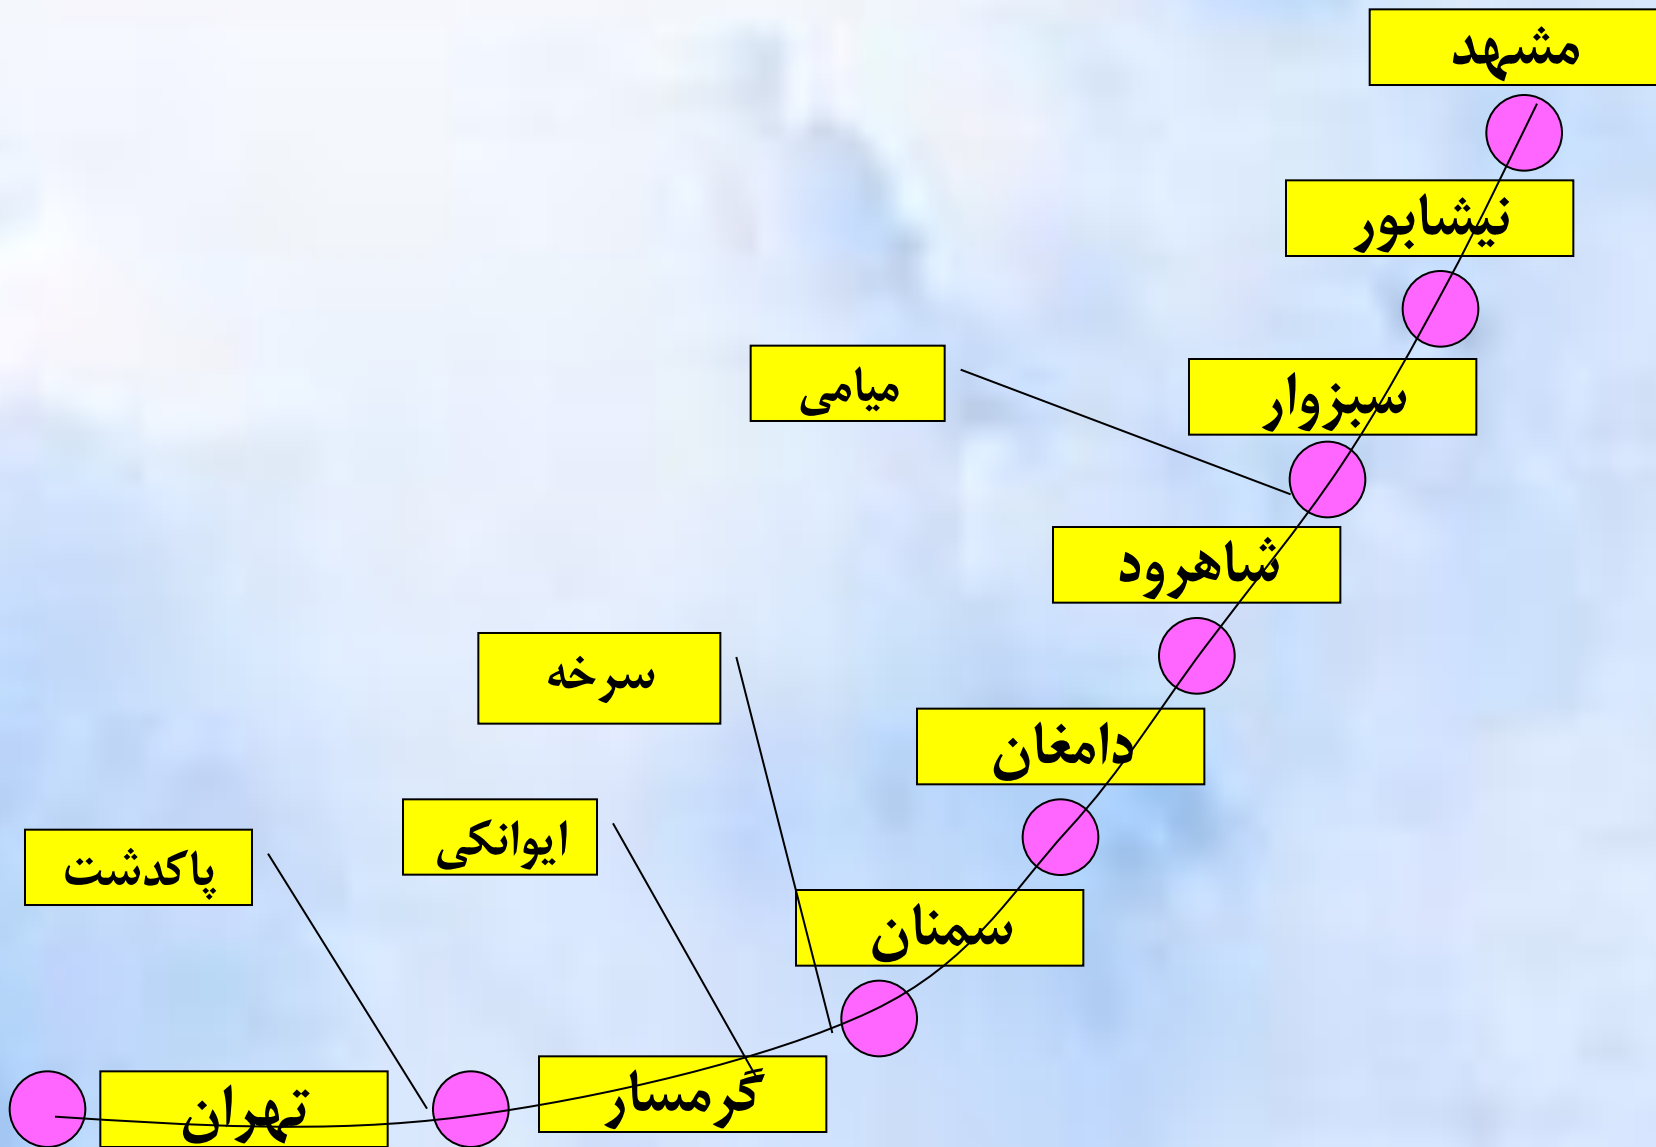 مشهد
نیشابور
سبزوار
میامی
شاهرود
سرخه
دامغان
ایوانکی
پاکدشت
سمنان
گرمسار
تهران